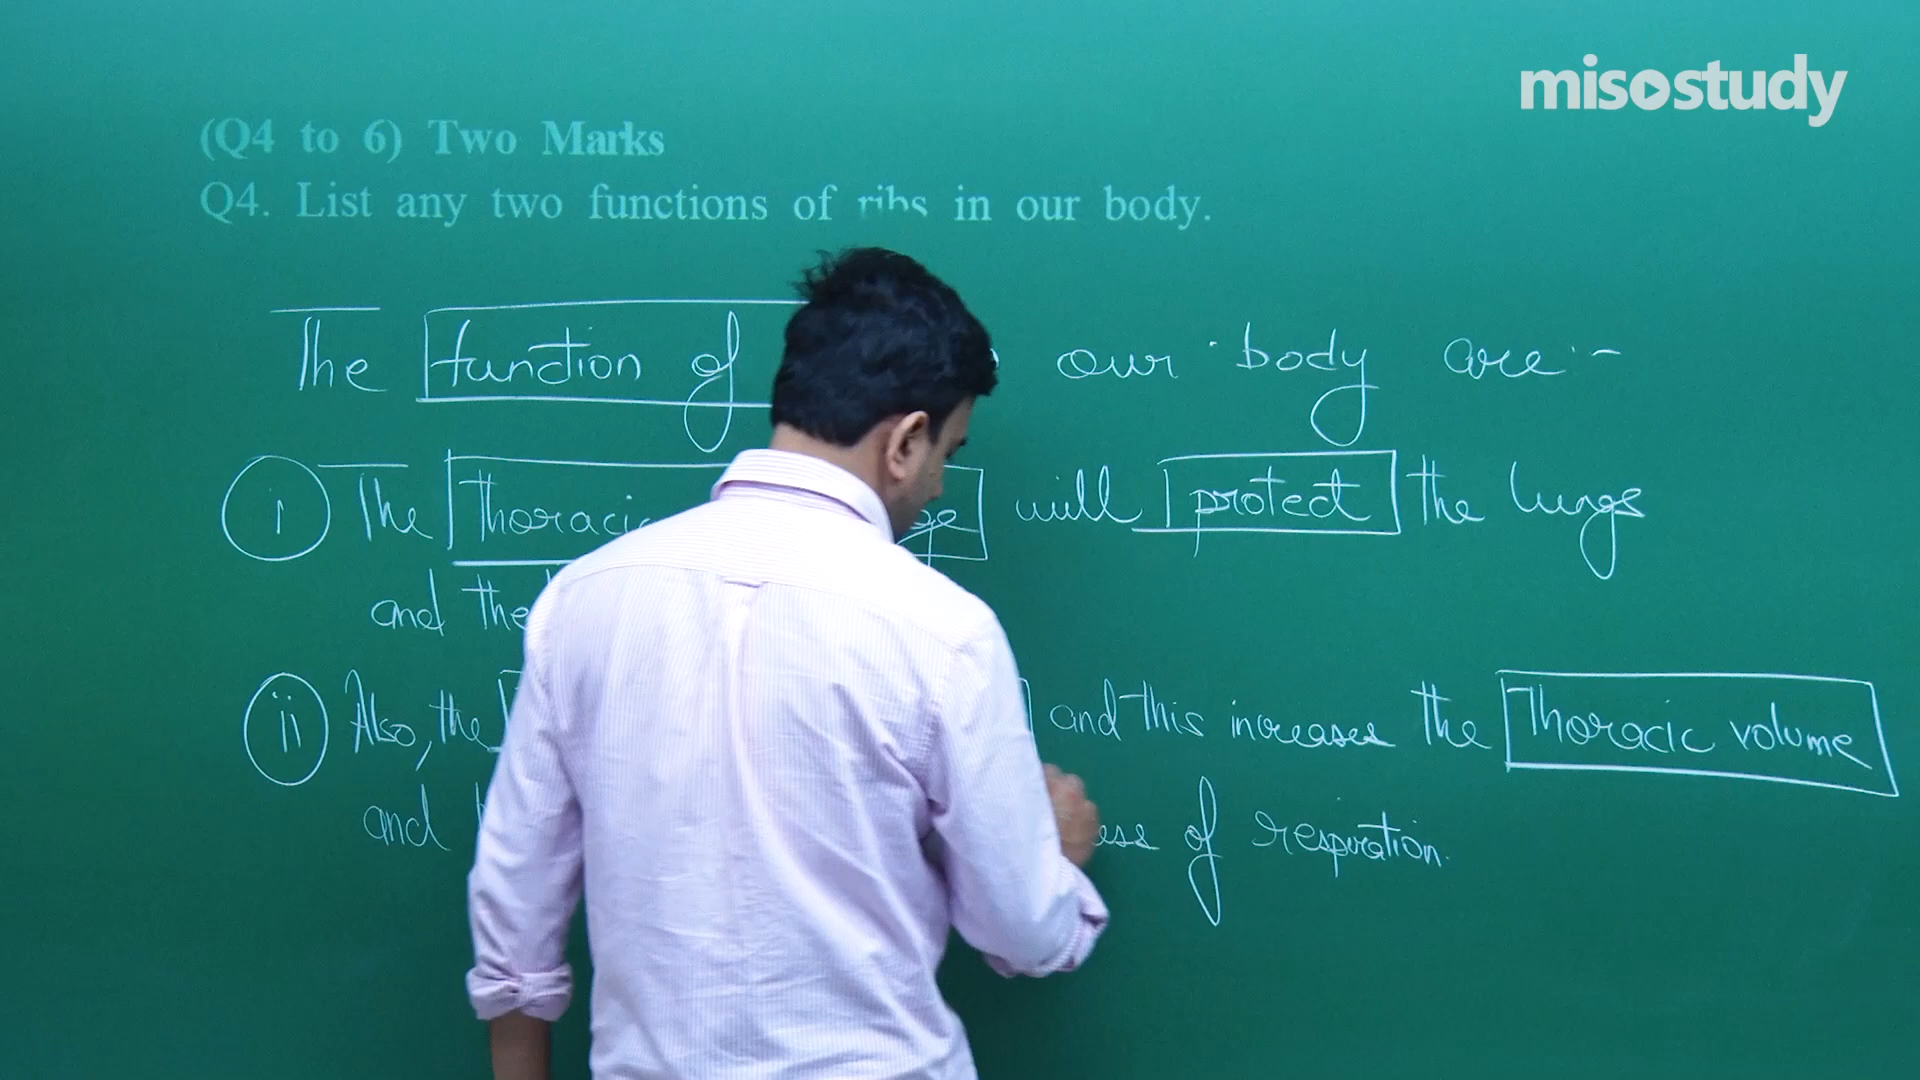 misostudy
(Q4 to 6) Two Marks
Q4. List any two functions of ribs in our body.
The function of our body are :-
i The Thoracic will protect the lungs
and the
ii Also, the and this increases the Thoracic volume
and of respiration.